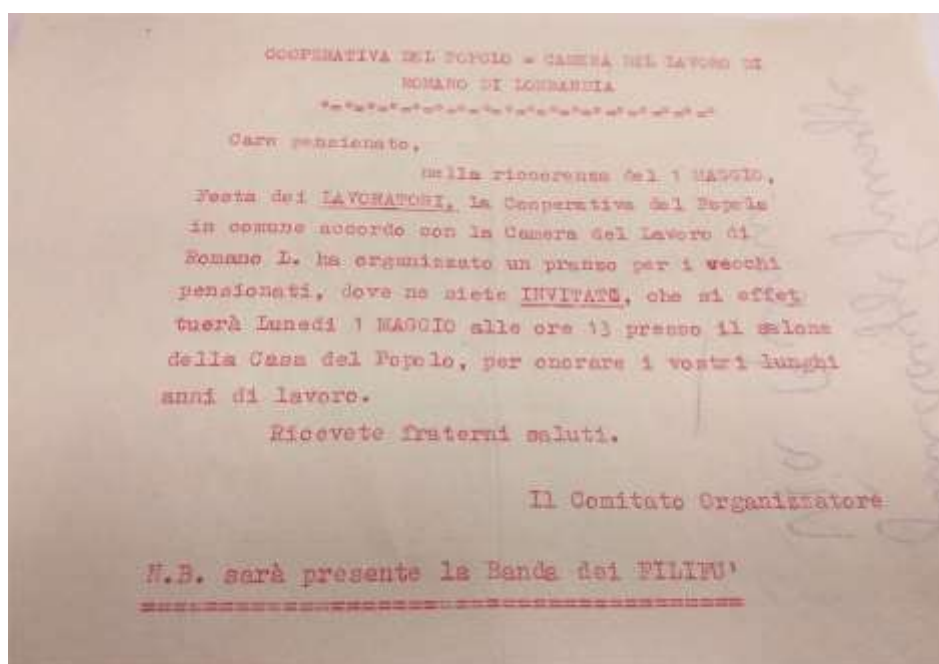 COOPERATIVA DEL POPOLO = CAMERA DEL LAVORO DI
ROMANO DI LOMBARDIA
Caro pensionato,
nella ricorrenza del 1 MAGGIO,
Festa dei LAVORATORI, la Cooperativa del Popolo
in comune accordo con la Camera del Lavoro di
Romano L. ha organizzato un pranzo per i vecchi
pensionati, dove ne siete INVITATO, che si effet
tuerà Lunedi 1 MAGGIO alle ore 13 presso il salone
della Casa del Popolo, per onorare i vostri lunghi
anni di lavoro.
Ricevete fraterni saluti.
Il Comitato Organizzatore
N.B. sarà presente la Banda dei FILIFU'